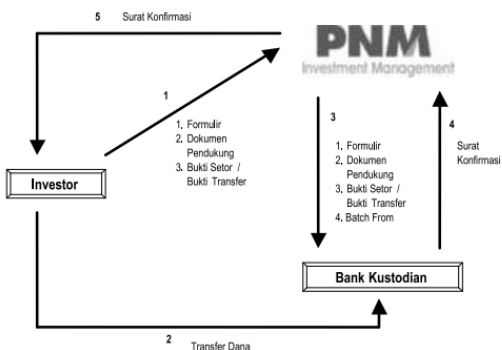 5 Surat Konfirmasi
PNM
Investment Management
1
1. Formulir
2. Dokumen
Pendukung
3. Bukti Setor /
Bukti Transfer
3
1. Formulir
2. Dokumen
Pendukung
3. Bukti Setor /
Bukti Transfer
4. Batch From
4
Surat
Konfirmasi
Investor
Bank Kustodian
2
Transfer Dana